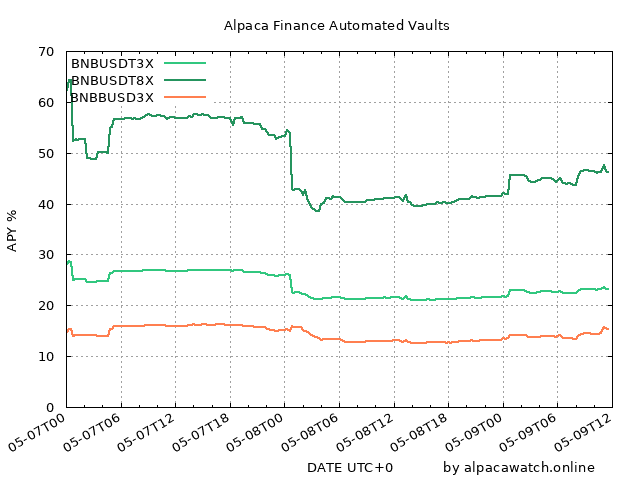 Alpaca Finance Automated Vaults
BNBUSDT3X
BNBUSDT8X
BNBBUSD3X
APY %
70
60
50
40
30
20
10
0
05-07T00
05-07T06
05-07T12
05-07T18
05-08T00
05-08T06
05-08T12
05-08T18
05-09T00
05-09T06
05-09T12
DATE UTC+0
by alpacawatch.online